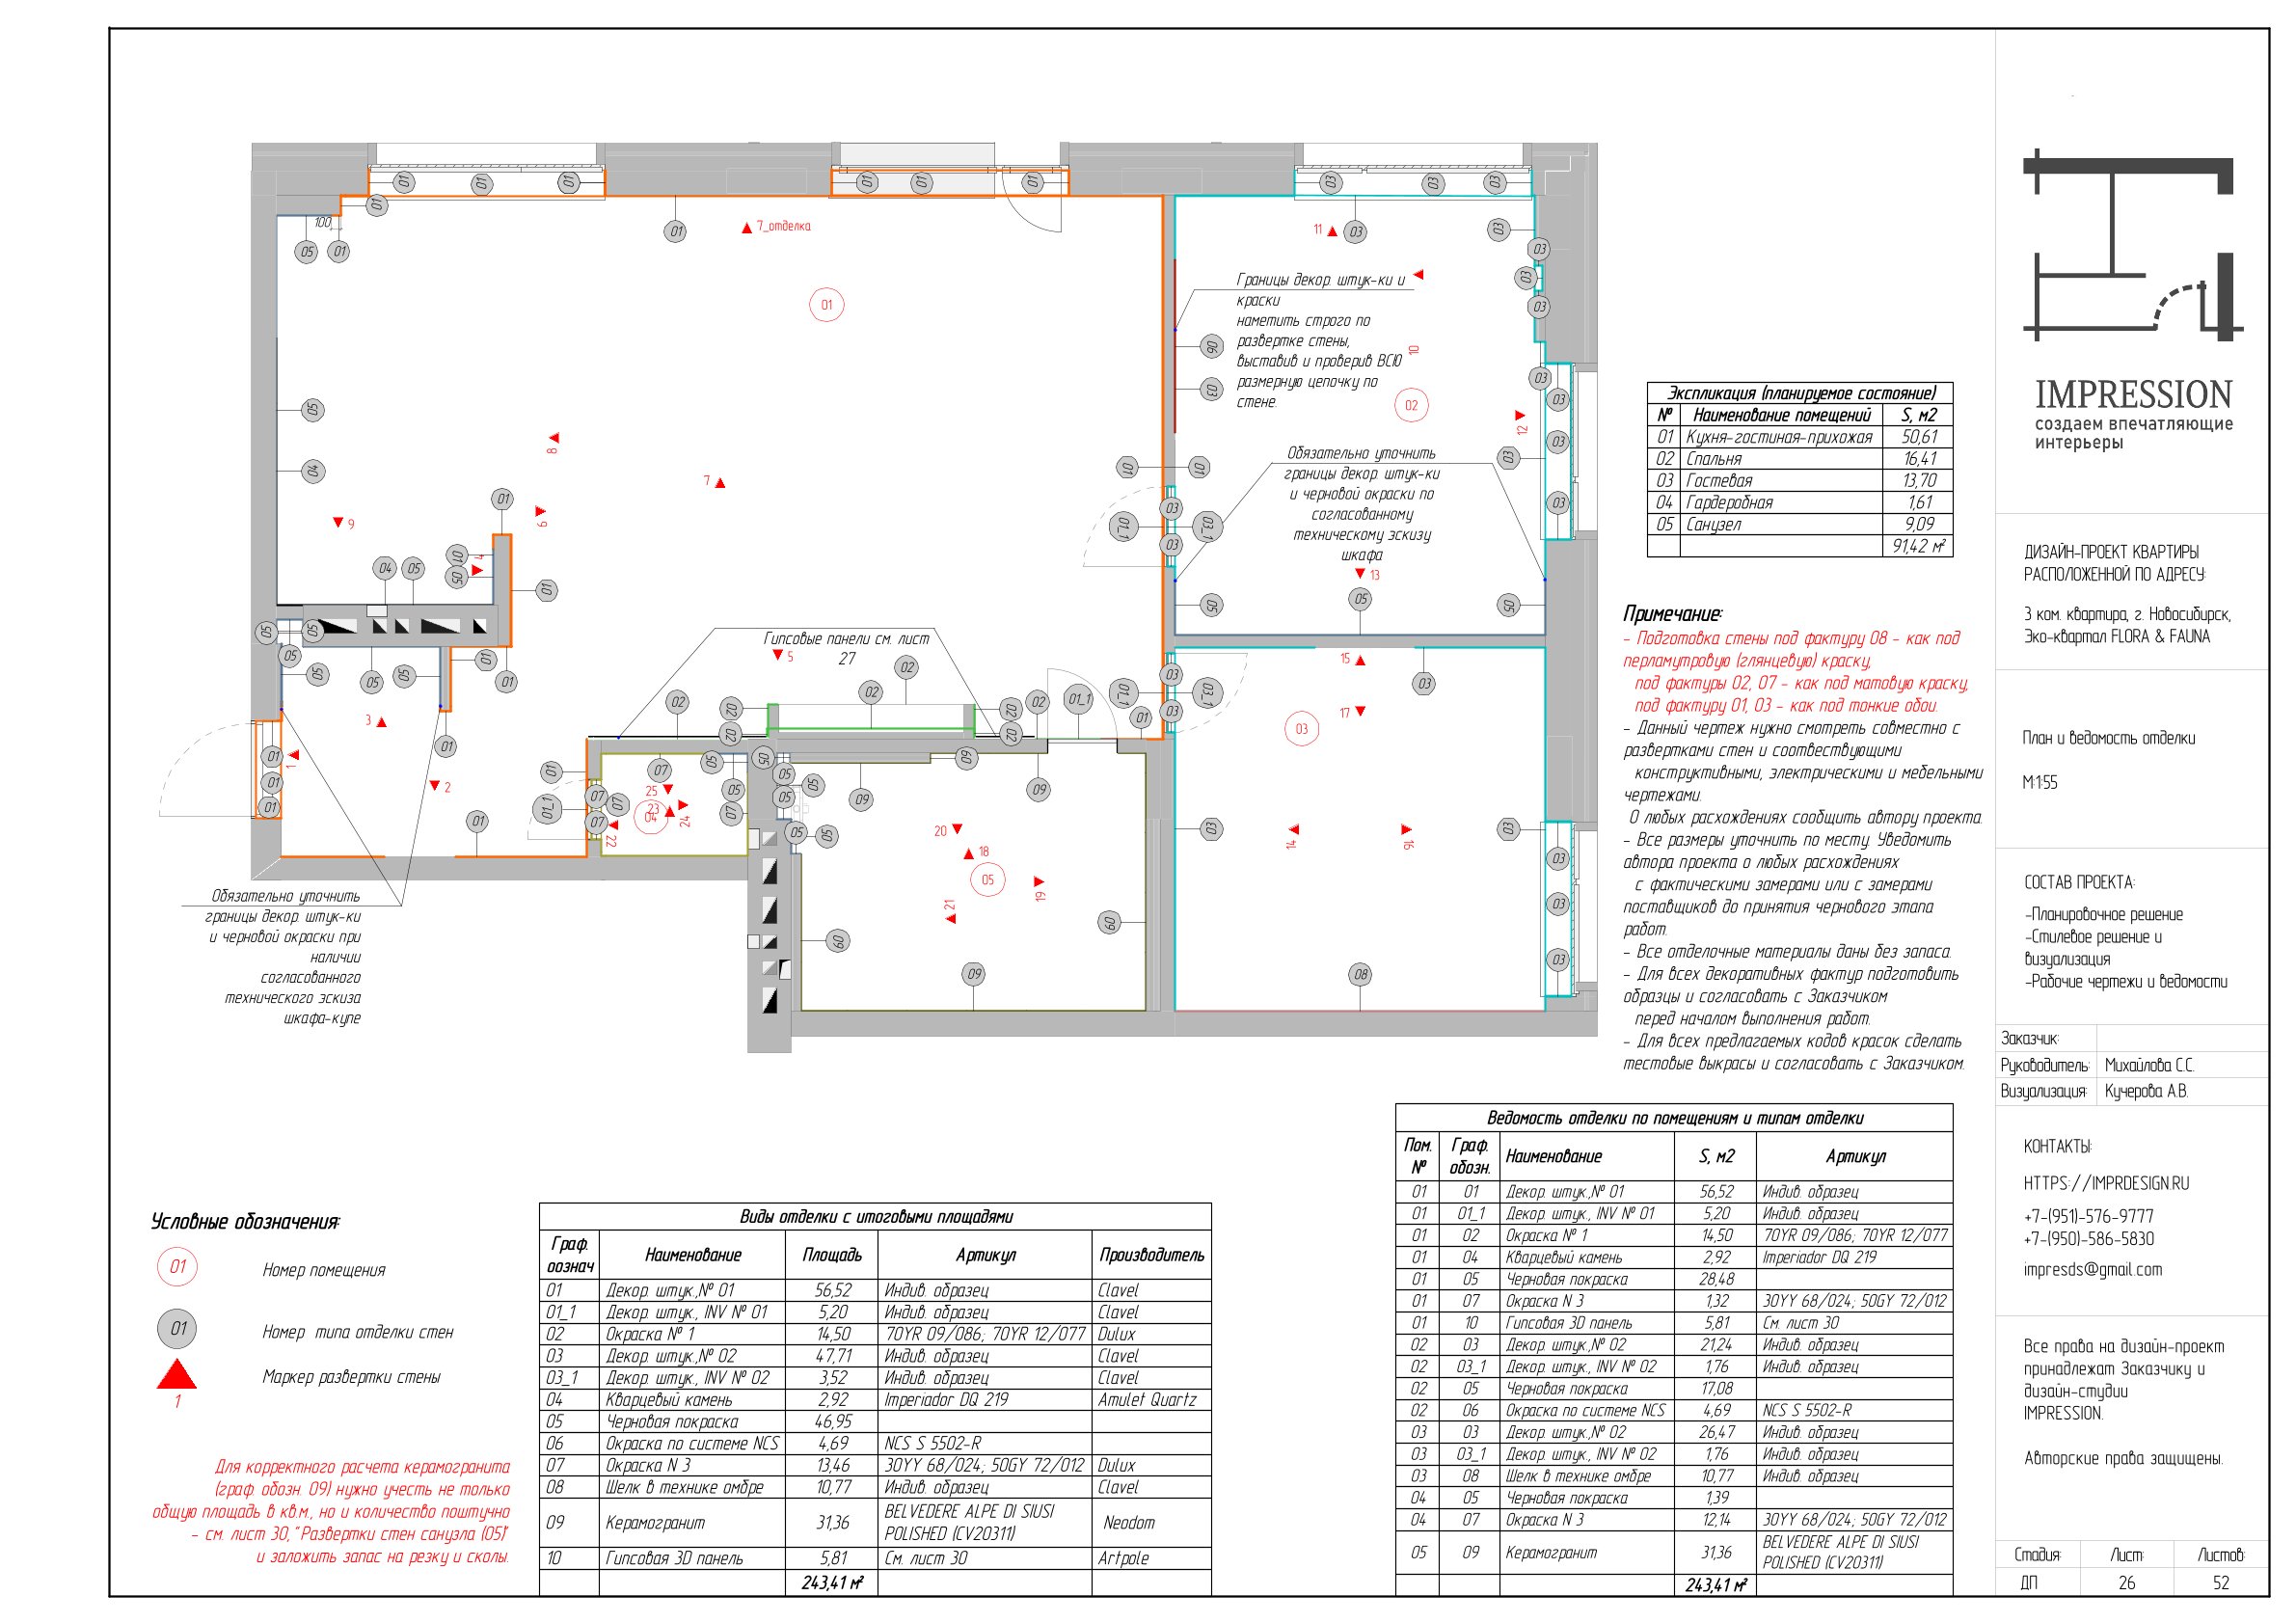 7_отделка
100
Границы декор. штук-ки и
краски
наметить строго по
развертке стены,
выставив и проверив ВСЮ
размерную цепочку по
стене.
Обязательно уточнить
границы декор. штук-ки
и черновой окраски по
согласованному
техническому эскизу
шкафа
Гипсовые панели см. лист
27
Обязательно уточнить
границы декор. штук-ки
и черновой окраски при
наличии
согласованного
технического эскиза
шкафа-купе
Экспликация (планируемое состояние)
№ Наименование помещений S, м2
01 Кухня-гостиная-прихожая 50,61
02 Спальня 16,41
03 Гостевая 13,70
04 Гардеробная 1,61
05 Санузел 9,09
91,42 м²
Примечание:
- Подготовка стены под фактуру 08 - как под
перламутровую (глянцевую) краску,
под фактуры 02, 07 - как под матовую краску,
под фактуру 01, 03 - как под тонкие обои.
- Данный чертеж нужно смотреть совместно с
развертками стен и соотвествующими
конструктивными, электрическими и мебельными
чертежами.
О любых расхождениях сообщить автору проекта.
- Все размеры уточнить по месту. Уведомить
автора проекта о любых расхождениях
с фактическими замерами или с замерами
поставщиков до принятия чернового этапа
работ.
- Все отделочные материалы даны без запаса.
- Для всех декоративных фактур подготовить
образцы и согласовать с Заказчиком
перед началом выполнения работ.
- Для всех предлагаемых кодов красок сделать
тестовые выкрасы и согласовать с Заказчиком.
Условные обозначения:
01 Номер помещения
01 Номер типа отделки стен
Маркер развертки стены
1
Для корректного расчета керамогранита
(граф. обозн. 09) нужно учесть не только
общую площадь в кв.м., но и количество поштучно
- см. лист 30, "Развертки стен санузла (05)"
и заложить запас на резку и сколы.
Виды отделки с итоговыми площадями
Граф. оознач Наименование Площадь Артикул Производитель
01 Декор. штук.,№ 01 56,52 Индив. образец Clavel
01_1 Декор. штук., INV № 01 5,20 Индив. образец Clavel
02 Окраска № 1 14,50 70YR 09/086; 70YR 12/077 Dulux
03 Декор. штук.,№ 02 47,71 Индив. образец Clavel
03_1 Декор. штук., INV № 02 3,52 Индив. образец Clavel
04 Кварцевый камень 2,92 Imperiador DQ 219 Amulet Quartz
05 Черновая покраска 46,95
06 Окраска по системе NCS 4,69 NCS S 5502-R
07 Окраска N 3 13,46 30YY 68/024; 50GY 72/012 Dulux
08 Шелк в технике омбре 10,77 Индив. образец Clavel
09 Керамогранит 31,36 BELVEDERE ALPE DI SIUSI POLISHED (CV20311) Neodom
10 Гипсовая 3D панель 5,81 См. лист 30 Artpole
243,41 м²
Ведомость отделки по помещениям и типам отделки
Пом. № Граф. обозн. Наименование S, м2 Артикул
01 01 Декор. штук.,№ 01 56,52 Индив. образец
01 01_1 Декор. штук., INV № 01 5,20 Индив. образец
01 02 Окраска № 1 14,50 70YR 09/086; 70YR 12/077
01 04 Кварцевый камень 2,92 Imperiador DQ 219
01 05 Черновая покраска 28,48
01 07 Окраска N 3 1,32 30YY 68/024; 50GY 72/012
01 10 Гипсовая 3D панель 5,81 См. лист 30
02 03 Декор. штук.,№ 02 21,24 Индив. образец
02 03_1 Декор. штук., INV № 02 1,76 Индив. образец
02 05 Черновая покраска 17,08
02 06 Окраска по системе NCS 4,69 NCS S 5502-R
03 03 Декор. штук.,№ 02 26,47 Индив. образец
03 03_1 Декор. штук., INV № 02 1,76 Индив. образец
03 08 Шелк в технике омбре 10,77 Индив. образец
04 05 Черновая покраска 1,39
04 07 Окраска N 3 12,14 30YY 68/024; 50GY 72/012
05 09 Керамогранит 31,36 BELVEDERE ALPE DI SIUSI POLISHED (CV20311)
243,41 м²
IMPRESSION
создаем впечатляющие
интерьеры
ДИЗАЙН-ПРОЕКТ КВАРТИРЫ
РАСПОЛОЖЕННОЙ ПО АДРЕСУ:
3 ком. квартира, г. Новосибирск,
Эко-квартал FLORA & FAUNA
План и ведомость отделки
М:1:55
СОСТАВ ПРОЕКТА:
-Планировочное решение
-Стилевое решение и
визуализация
-Рабочие чертежи и ведомости
Заказчик:
Руководитель: Михайлова С.С.
Визуализация: Кучерова А.В.
КОНТАКТЫ:
HTTPS://IMPRDESIGN.RU
+7-(951)-576-9777
+7-(950)-586-5830
impresds@gmail.com
Все права на дизайн-проект
принадлежат Заказчику и
дизайн-студии
IMPRESSION.
Авторские права защищены.
Стадия: Лист: Листов:
ДП 26 52